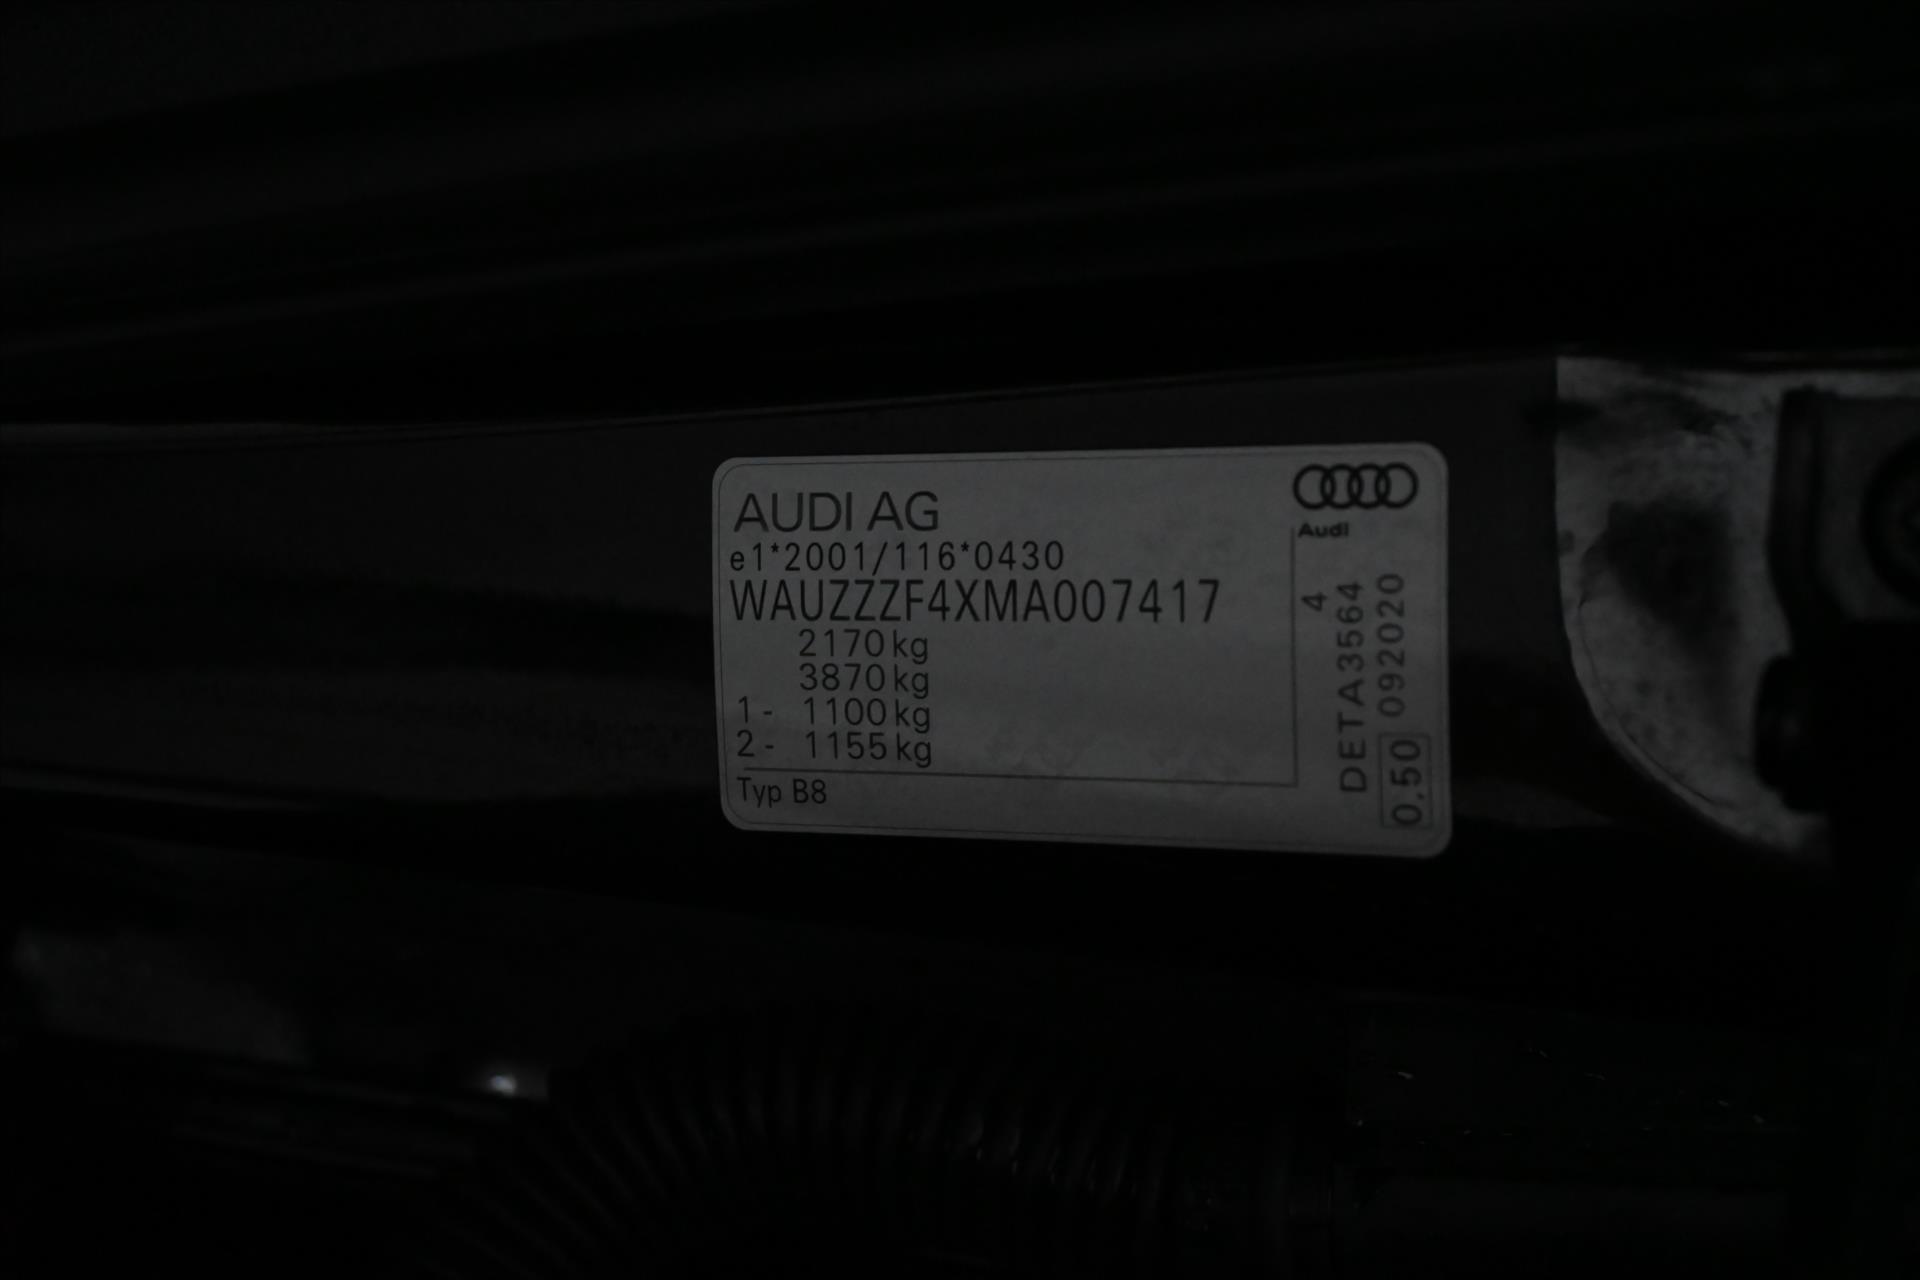 AUDI AG
e1*2001/116*0430
WAUZZZF4XMA007417
2170 kg
3870 kg
1 - 1100 kg
2 - 1155 kg
Typ B8
Audi
4
DETA3564
0.50 092020